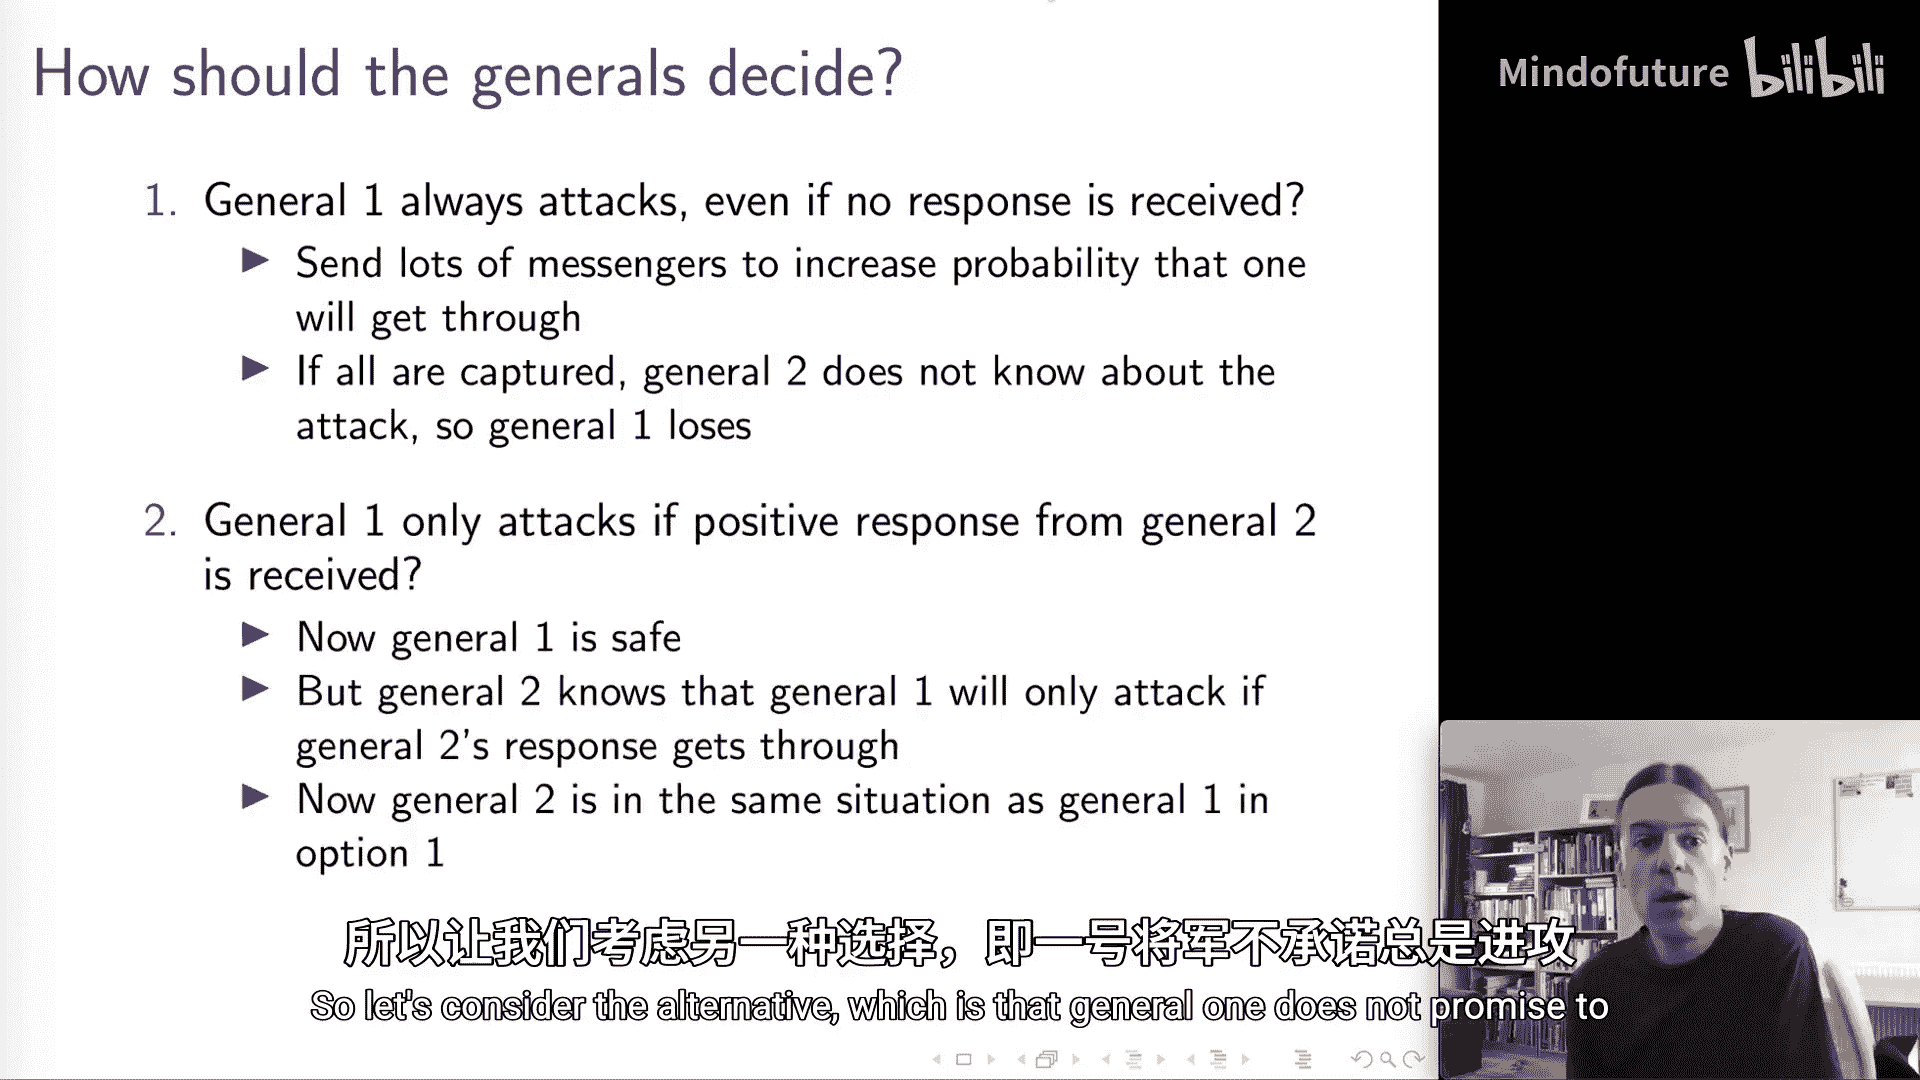 How should the generals decide?
Mindofuture bilibili
1. General 1 always attacks, even if no response is received?
▶ Send lots of messengers to increase probability that one
will get through
▶ If all are captured, general 2 does not know about the
attack, so general 1 loses
2. General 1 only attacks if positive response from general 2
is received?
▶ Now general 1 is safe
▶ But general 2 knows that general 1 will only attack if
general 2's response gets through
▶ Now general 2 is in the same situation as general 1 in
option 1
所以让我们考虑另一种选择，即一号将军不承诺总是进攻
So let's consider the alternative, which is that general one does not promise to